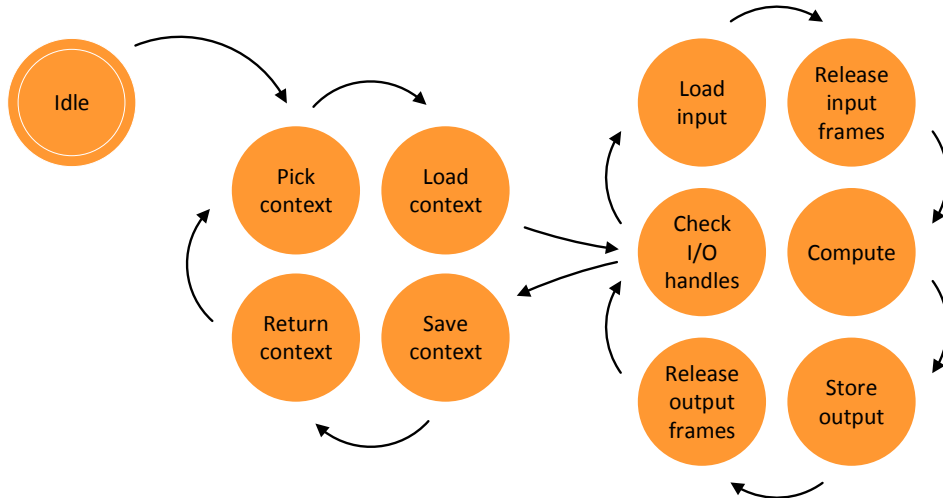 Idle
Pick
context
Load
context
Return
context
Save
context
Load
input
Release
input
frames
Check
I/O
handles
Compute
Release
output
frames
Store
output